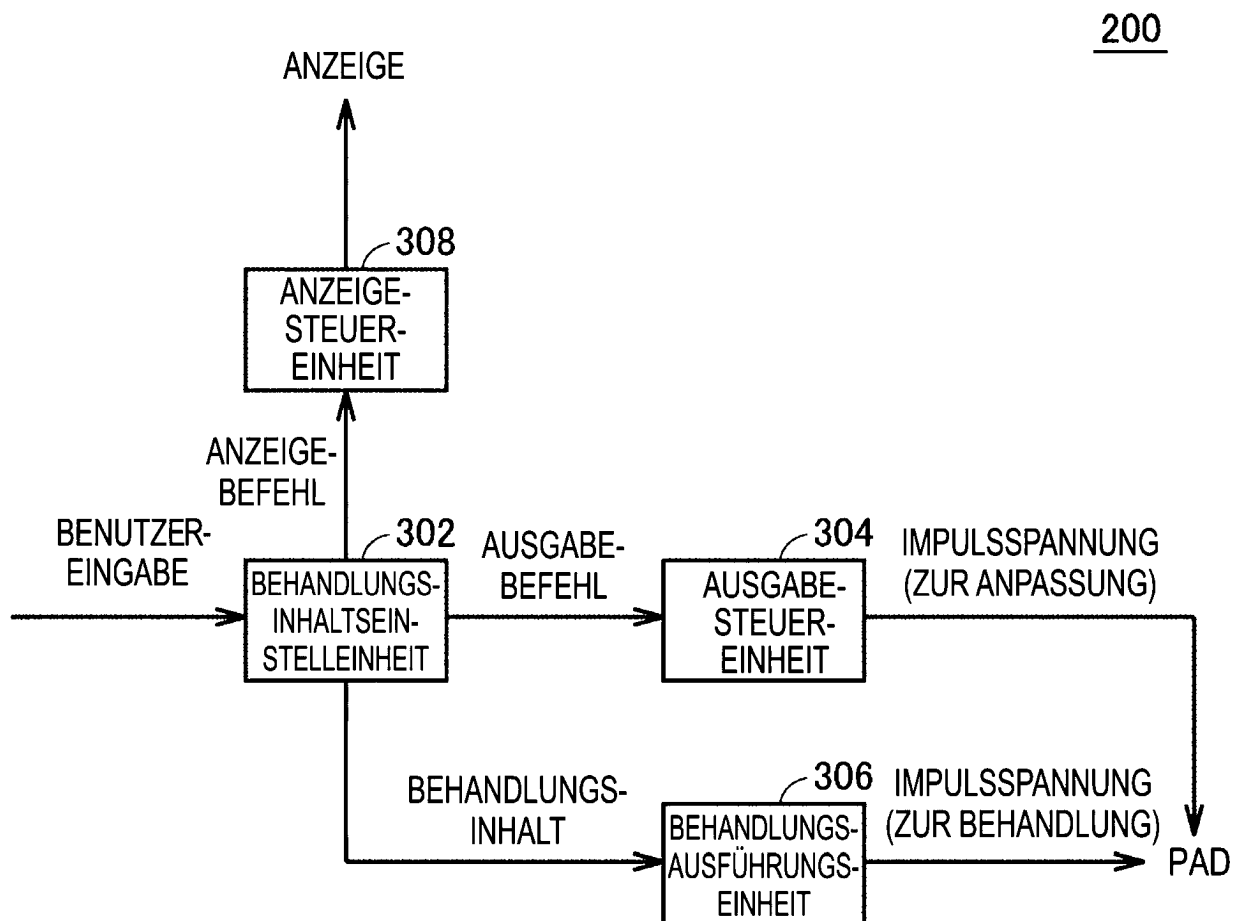 200
ANZEIGE
308
ANZEIGE-
STEUER-
EINHEIT
ANZEIGE-
BEFEHL
BENUTZER-
EINGABE
302
BEHANDLUNGS-
INHALTSEIN-
STELLEINHEIT
AUSGABE-
BEFEHL
304
AUSGABE-
STEUER-
EINHEIT
IMPULSSPANNUNG
(ZUR ANPASSUNG)
BEHANDLUNGS-
INHALT
306
BEHANDLUNGS-
AUSFÜHRUNGS-
EINHEIT
IMPULSSPANNUNG
(ZUR BEHANDLUNG)
PAD